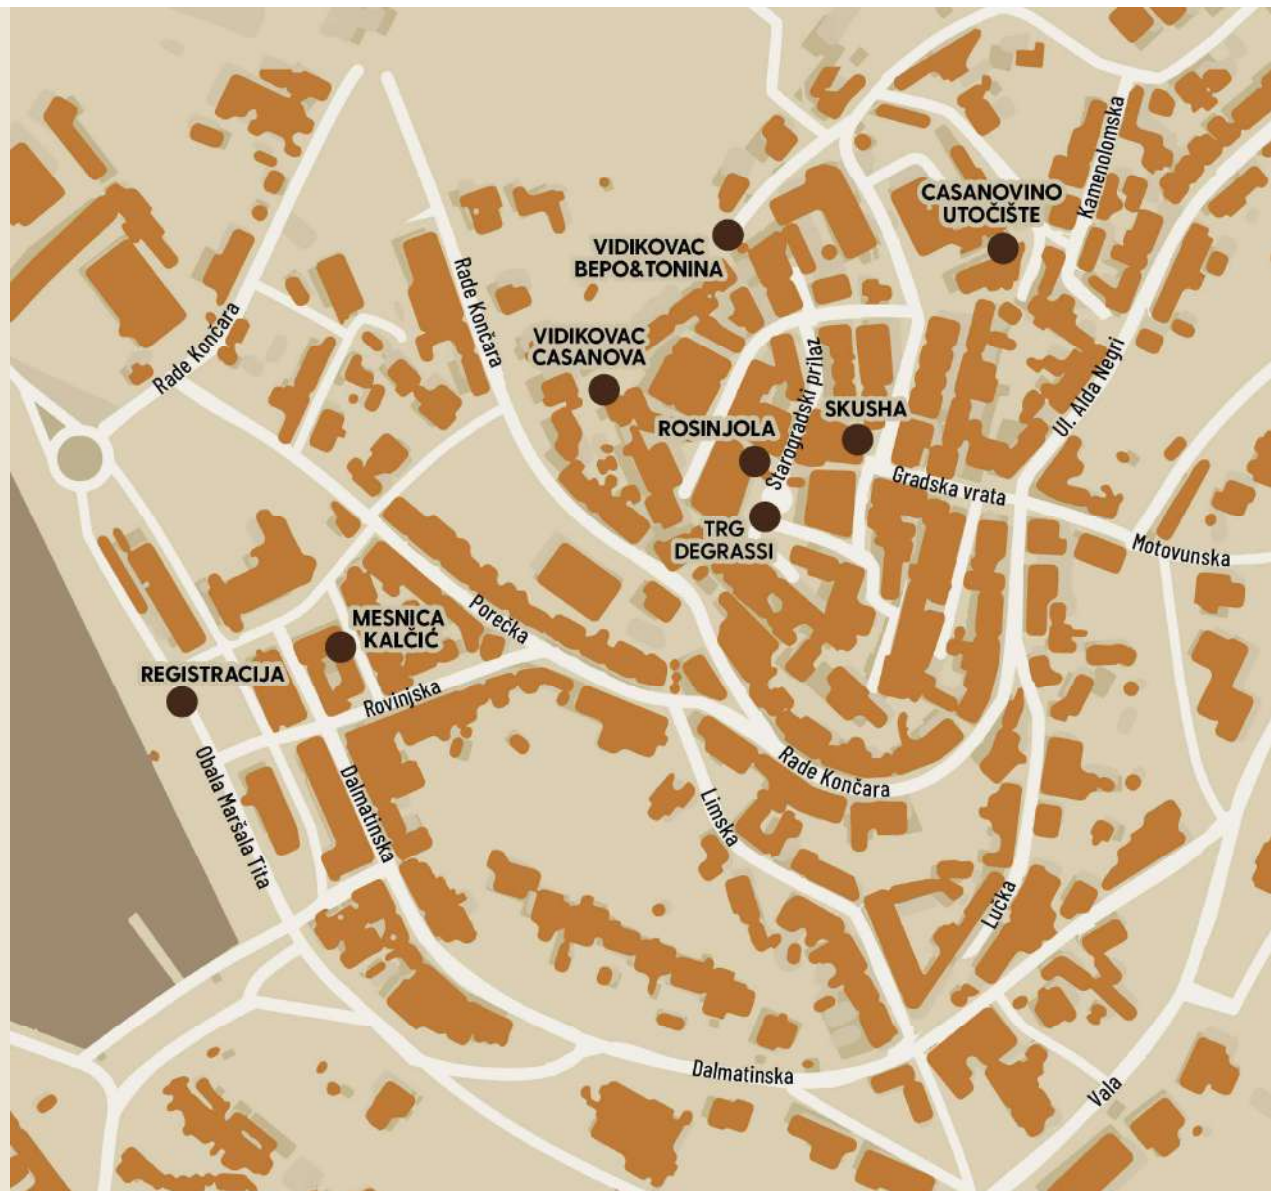 Kamenolomska
CASANOVINO
UTOČIŠTE
VIDIKOVAC
BEPO&TONINA
Rade Končara
Rade Končara
VIDIKOVAC
CASANOVA
Starogradski prilaz
Ul. Alda Negri
SKUSHA
ROSINJOLA
Gradska vrata
TRG
DEGRASSI
Motovunska
Porečka
MESNICA
KALČIĆ
REGISTRACIJA
Rovinjska
Obala Maršala Tita
Dalmatinska
Rade Končara
Limska
Lučka
Dalmatinska
Vala